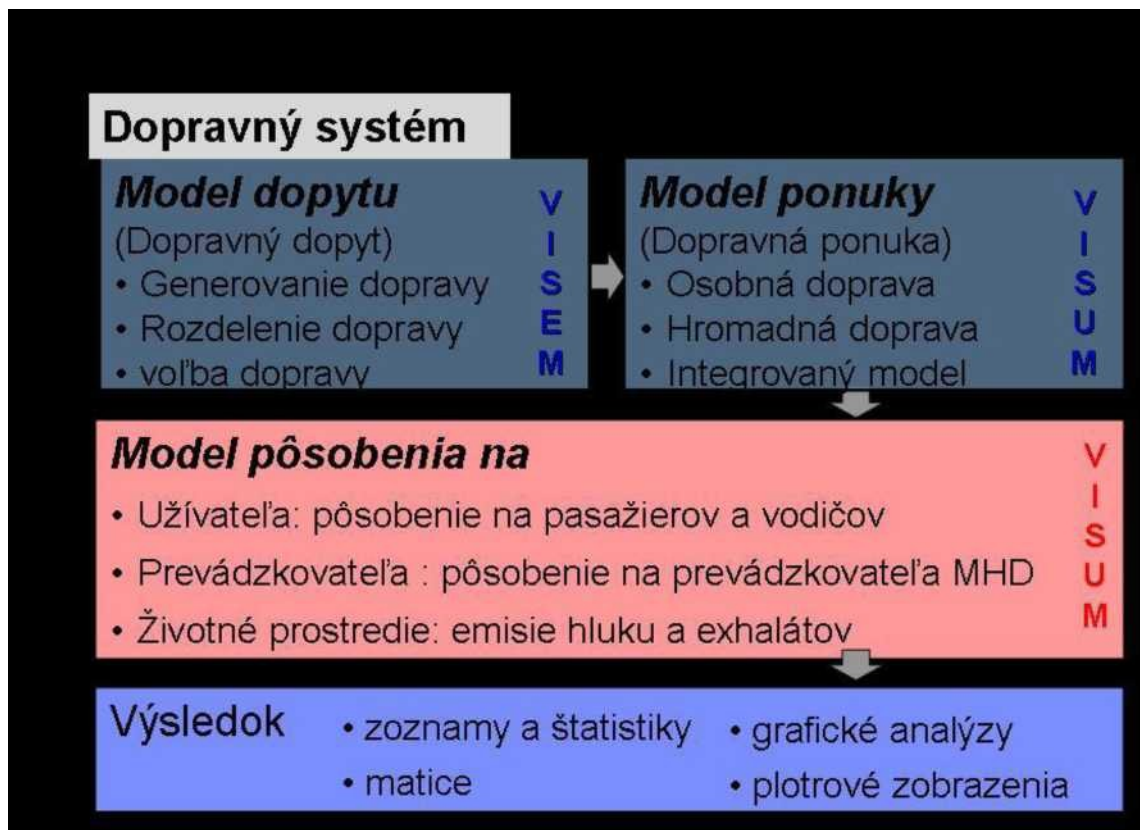 Dopravný systém
Model dopytu
(Dopravný dopyt)
• Generovanie dopravy
• Rozdelenie dopravy
• voľba dopravy
V
I
S
E
M
Model ponuky
(Dopravná ponuka)
• Osobná doprava
• Hromadná doprava
• Integrovaný model
V
I
S
U
M
Model pôsobenia na
• Užívateľa: pôsobenie na pasažierov a vodičov
• Prevádzkovateľa : pôsobenie na prevádzkovateľa MHD
• Životné prostredie: emisie hluku a exhalátov
V
I
S
U
M
Výsledok
• zoznamy a štatistiky
• matice
• grafické analýzy
• plotrové zobrazenia